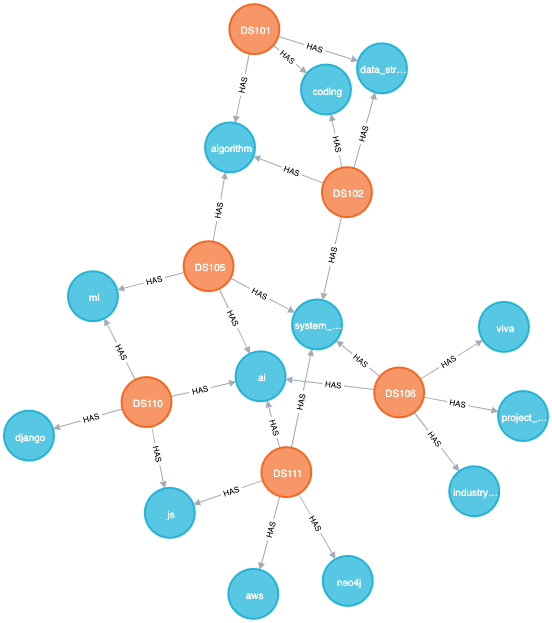 DS101
HAS
HAS
data_str...
HAS
coding
HAS
HAS
algorithm
HAS
DS102
HAS
HAS
DS105
HAS
HAS
ml
HAS
system_...
viva
HAS
HAS
HAS
HAS
ai
HAS
HAS
DS106
DS110
HAS
HAS
project_...
HAS
django
HAS
HAS
HAS
HAS
DS111
HAS
industry...
js
HAS
HAS
aws
neo4j